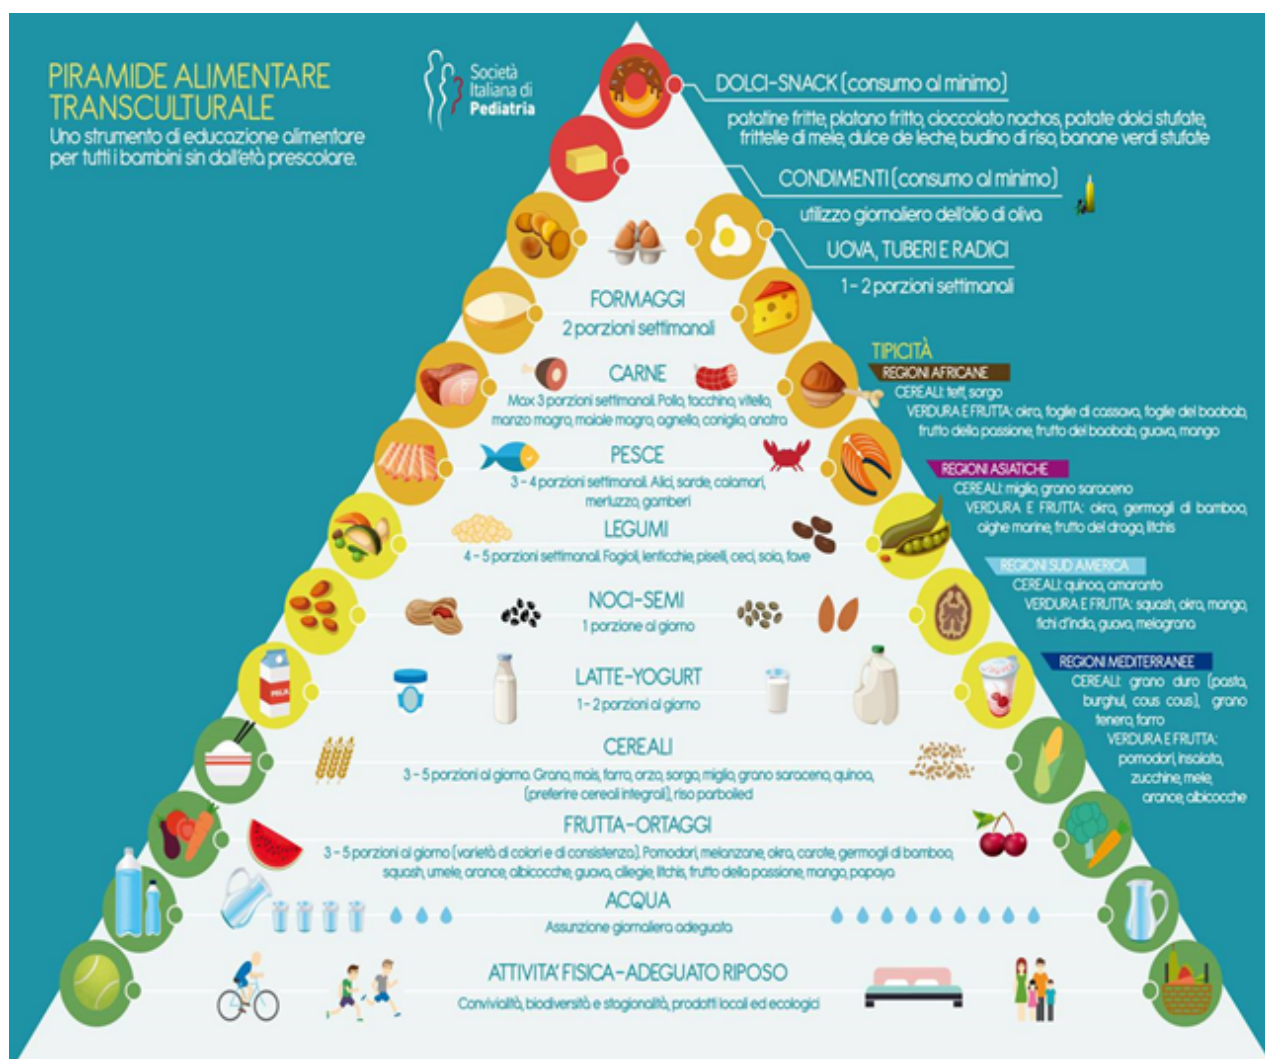 PIRAMIDE ALIMENTARE
TRANSCULTURALE
Uno strumento di educazione alimentare
per tutti i bambini sin dall'età prescolare.
Società
Italiana di
Pediatria
DOLCI-SNACK (consumo al minimo)
patatine fritte, platano fritto, cioccolato nachos, patate dolci stufate,
frittelle di mele, dulce de leche, budino di riso, banane verdi stufate
CONDIMENTI (consumo al minimo)
utilizzo giornaliero dell'olio di oliva
UOVA, TUBERI E RADICI
1 - 2 porzioni settimanali
FORMAGGI
2 porzioni settimanali
CARNE
Max 3 porzioni settimanali. Pollo, tacchino, vitello,
manzo magro, maiale magro, agnello, coniglio, anatra
PESCE
3 - 4 porzioni settimanali. Alici, sarde, calamari,
merluzzo, gamberi
LEGUMI
4 - 5 porzioni settimanali. Fagioli, lenticchie, piselli, ceci, soia, fave
NOCI-SEMI
1 porzione al giorno
LATTE-YOGURT
1 - 2 porzioni al giorno
MILK
CEREALI
3 - 5 porzioni al giorno. Grano, mais, farro, orzo, sorgo, miglio, grano saraceno, quinoa,
(preferire cereali integrali), riso parboiled
FRUTTA-ORTAGGI
3 - 5 porzioni al giorno (varietà di colori e di consistenza). Pomodori, melanzane, okra, carote, germogli di bamboo,
squash, umele, arance, albicocche, guava, ciliegie, litchis, frutto della passione, mango, papaya
ACQUA
Assunzione giornaliera adeguata
ATTIVITA' FISICA-ADEGUATO RIPOSO
Convivialità, biodiversità e stagionalità, prodotti locali ed ecologici
TIPICITÀ
REGIONI AFRICANE
CEREALI: teff, sorgo
VERDURA E FRUTTA: okra, foglie di cassava, foglie del baobab,
frutto della passione, frutto del baobab, guava, mango
REGIONI ASIATICHE
CEREALI: miglio, grano saraceno
VERDURA E FRUTTA: okra, germogli di bamboo,
alghe marine, frutto del drago, litchis
REGIONI SUD AMERICA
CEREALI: quinoa, amaranto
VERDURA E FRUTTA: squash, okra, mango,
fichi d'india, guava, melagrana
REGIONI MEDITERRANEE
CEREALI: grano duro (pasta,
burghul, cous cous), grano
tenero, farro
VERDURA E FRUTTA:
pomodori, insalata,
zucchine, mele,
arance, albicocche